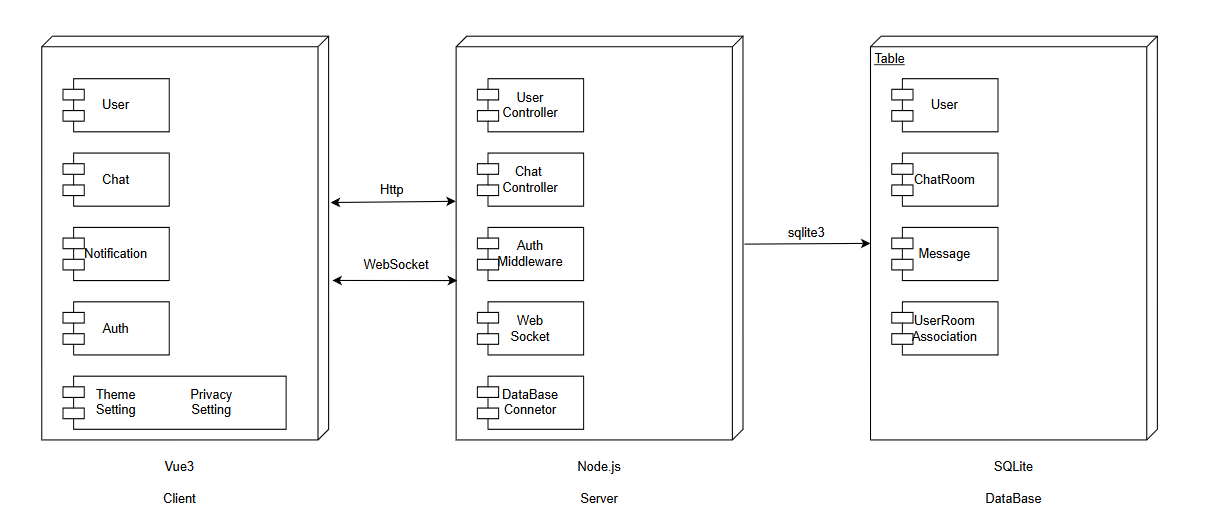 User
Chat
Notification
Auth
Theme
Setting
Privacy
Setting
Vue3
Client
Http
WebSocket
User
Controller
Chat
Controller
Auth
Middleware
Web
Socket
DataBase
Connetor
Node.js
Server
sqlite3
Table
User
ChatRoom
Message
UserRoom
Association
SQLite
DataBase